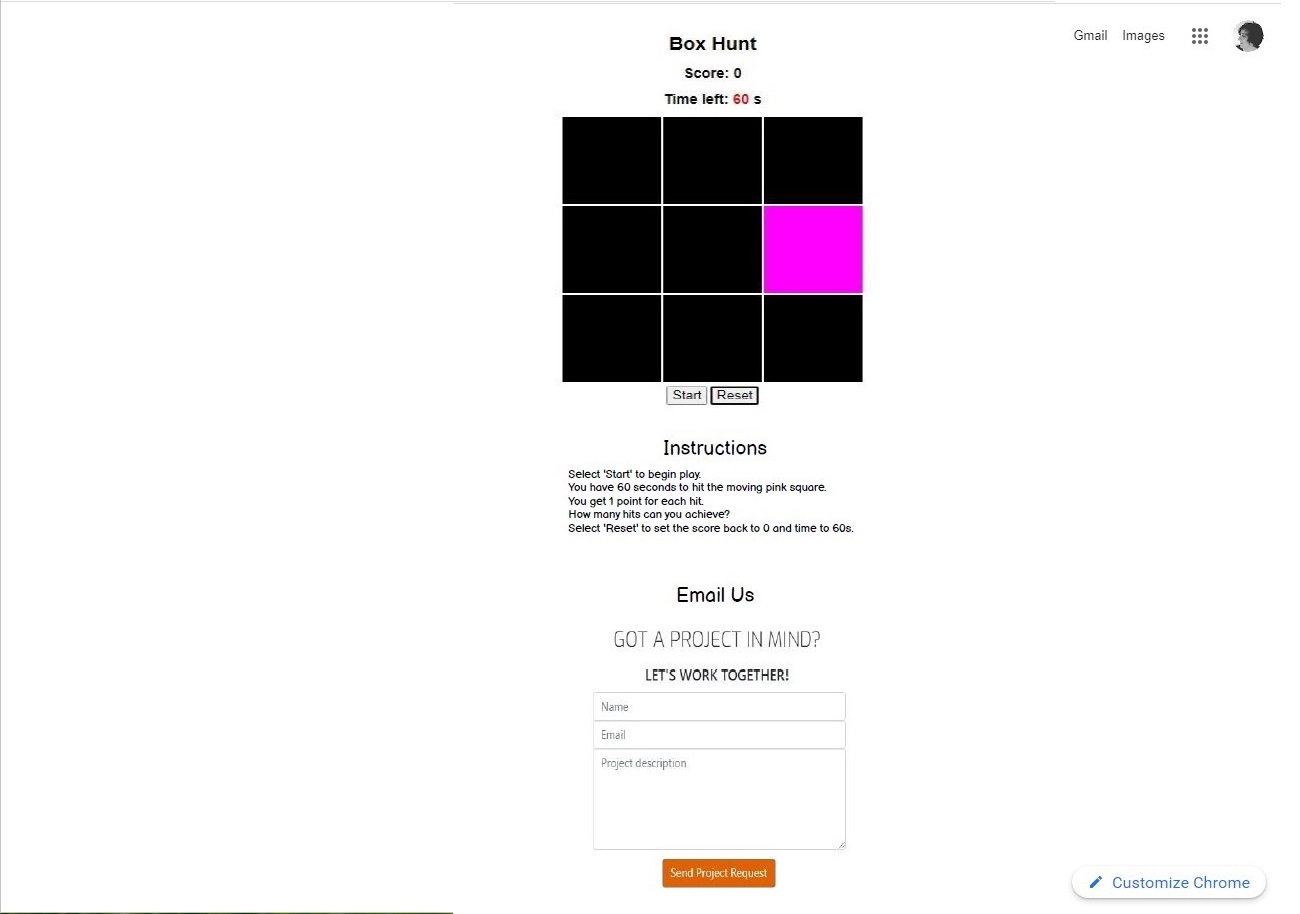 Gmail Images
Box Hunt
Score: 0
Time left: 60 s
Start Reset
Instructions
Select 'Start' to begin play.
You have 60 seconds to hit the moving pink square.
You get 1 point for each hit.
How many hits can you achieve?
Select 'Reset' to set the score back to 0 and time to 60s.
Email Us
GOT A PROJECT IN MIND?
LET'S WORK TOGETHER!
Name
Email
Project description
Send Project Request
Customize Chrome